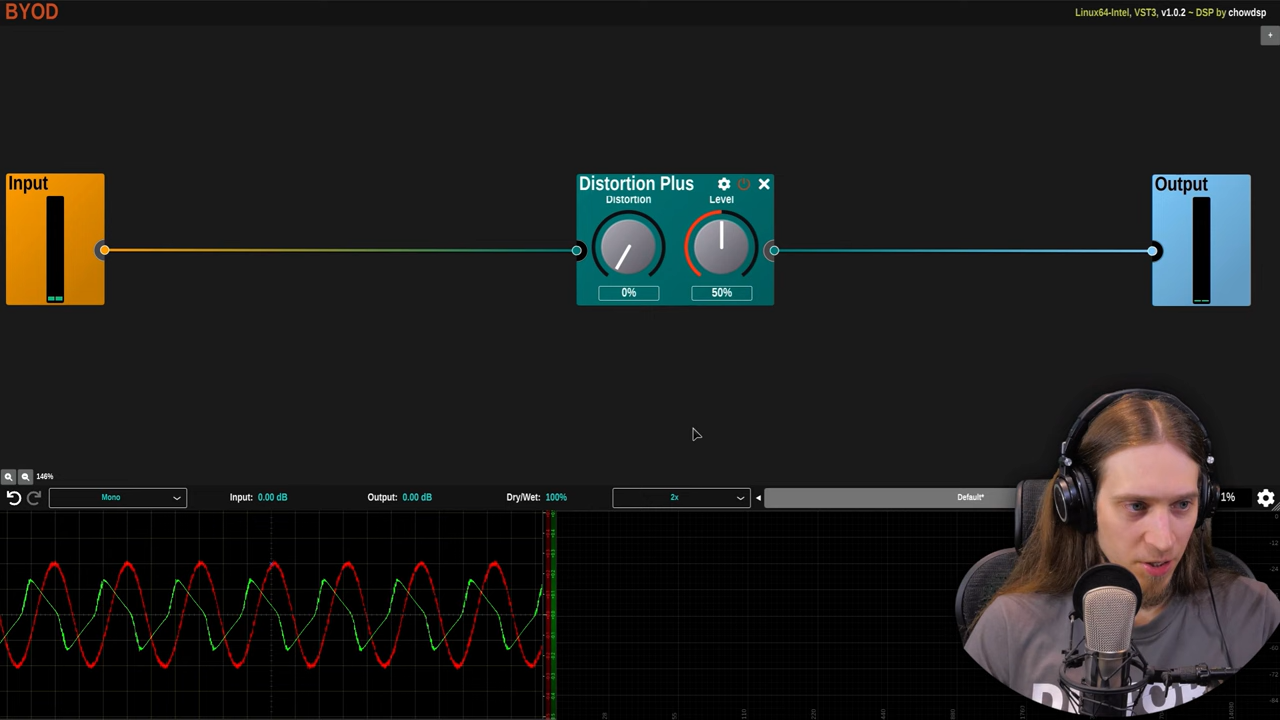 BYOD
Linux64-Intel, VST3, v1.0.2 ~ DSP by chowdsp
+
Input
Distortion Plus
Output
Distortion
Level
0%
50%
146%
Mono
Input: 0.00 dB
Output: 0.00 dB
Dry/Wet: 100%
2x
Default*
1%